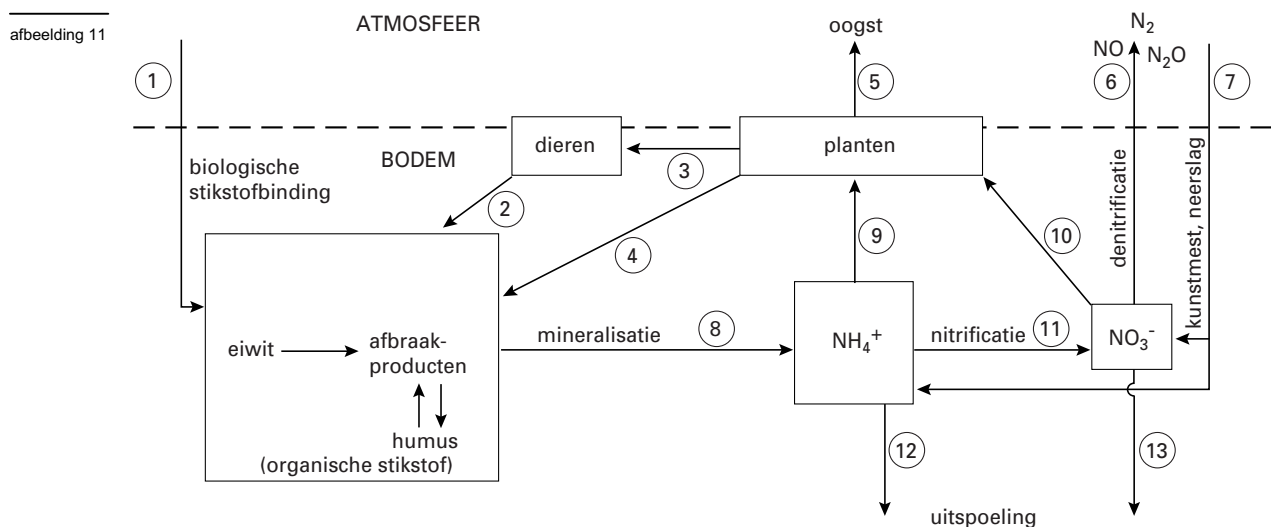 afbeelding 11
ATMOSFEER
oogst
N₂
NO
N₂O
1
5
6
7
BODEM
dieren
planten
biologische
stikstofbinding
3
2
4
9
10
denitrificatie
kunstmest, neerslag
eiwit
afbraak-
producten
humus
(organische stikstof)
mineralisatie
8
NH₄⁺
nitrificatie
11
NO₃⁻
12
13
uitspoeling